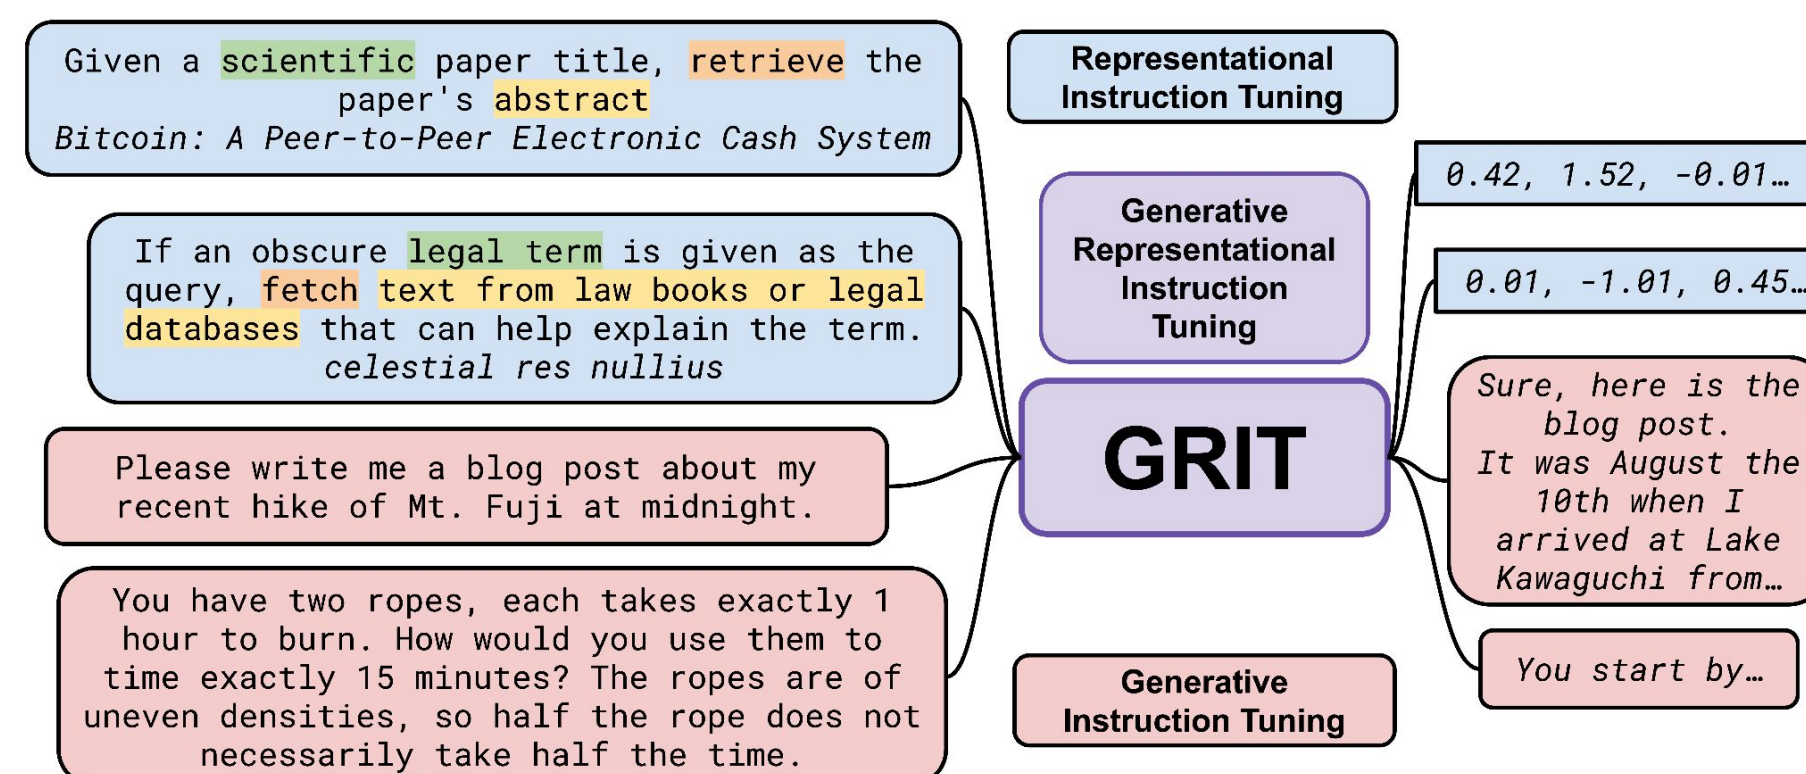 Given a scientific paper title, retrieve the
paper's abstract
Bitcoin: A Peer-to-Peer Electronic Cash System
If an obscure legal term is given as the
query, fetch text from law books or legal
databases that can help explain the term.
celestial res nullius
Please write me a blog post about my
recent hike of Mt. Fuji at midnight.
You have two ropes, each takes exactly 1
hour to burn. How would you use them to
time exactly 15 minutes? The ropes are of
uneven densities, so half the rope does not
necessarily take half the time.
Representational
Instruction Tuning
Generative
Representational
Instruction
Tuning
GRIT
Generative
Instruction Tuning
0.42, 1.52, -0.01…
0.01, -1.01, 0.45…
Sure, here is the
blog post.
It was August the
10th when I
arrived at Lake
Kawaguchi from…
You start by…